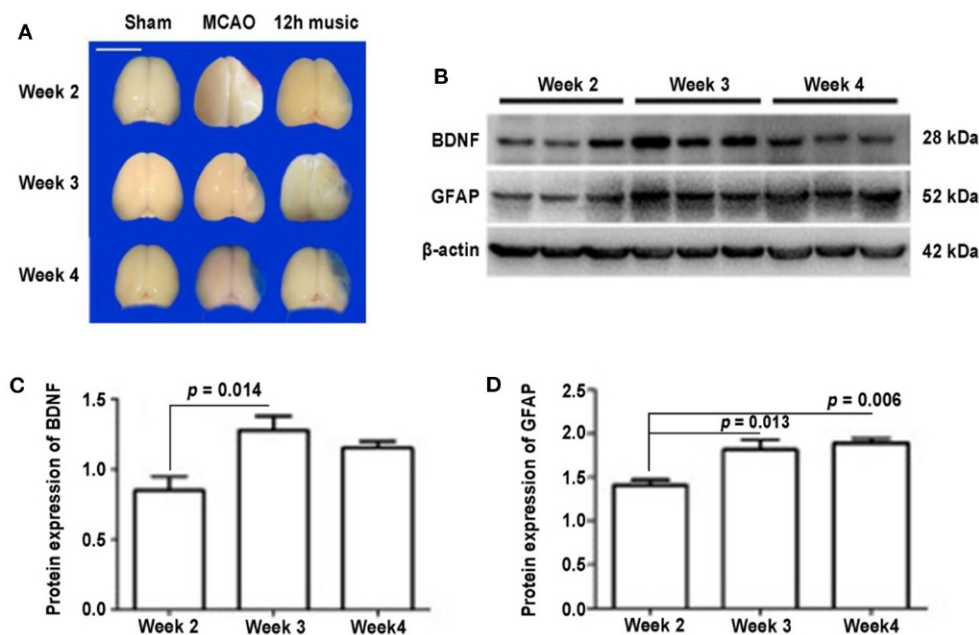 A
Sham MCAO 12h music
Week 2
Week 3
Week 4
B
Week 2 Week 3 Week 4
BDNF 28 kDa
GFAP 52 kDa
β-actin 42 kDa
C
Protein expression of BDNF
1.5
1.0
0.5
0.0
p = 0.014
Week 2 Week 3 Week4
D
Protein expression of GFAP
2.5
2.0
1.5
1.0
0.5
0.0
p = 0.006
p = 0.013
Week 2 Week 3 Week4